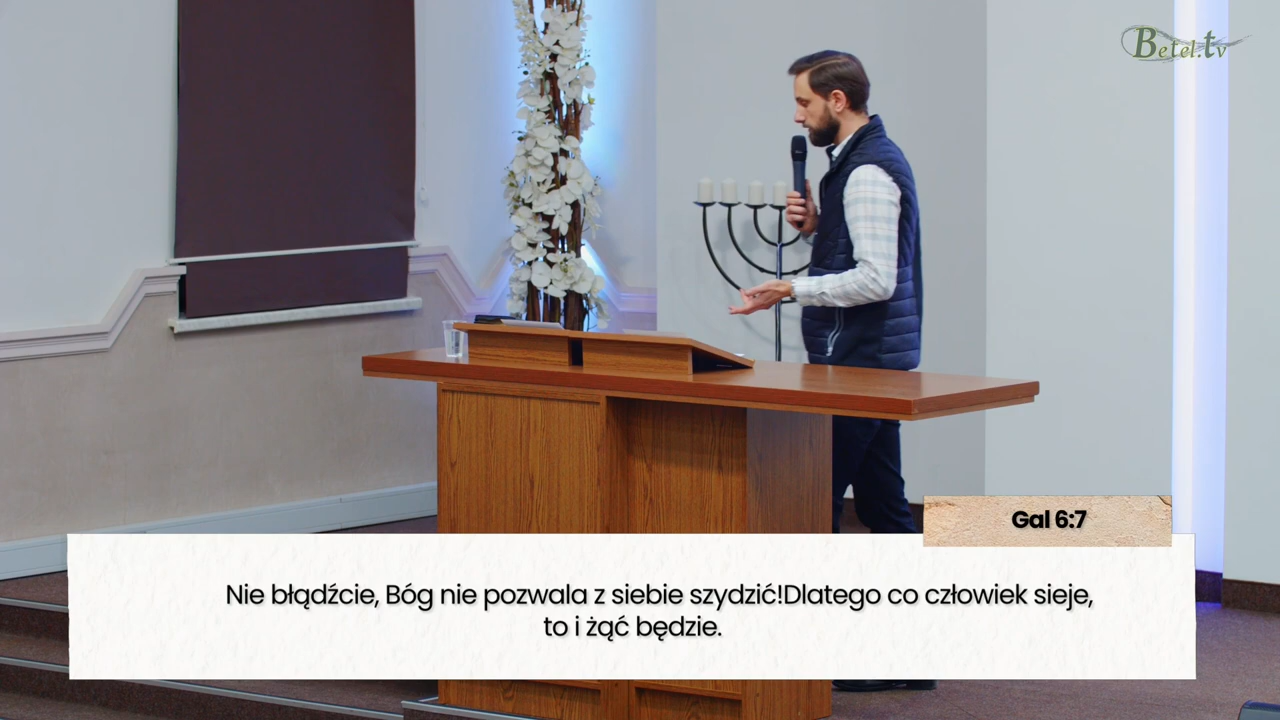 Betel.tv
Gal 6:7
Nie błądźcie, Bóg nie pozwala z siebie szydzić!Dlatego co człowiek sieje,
to i żąć będzie.